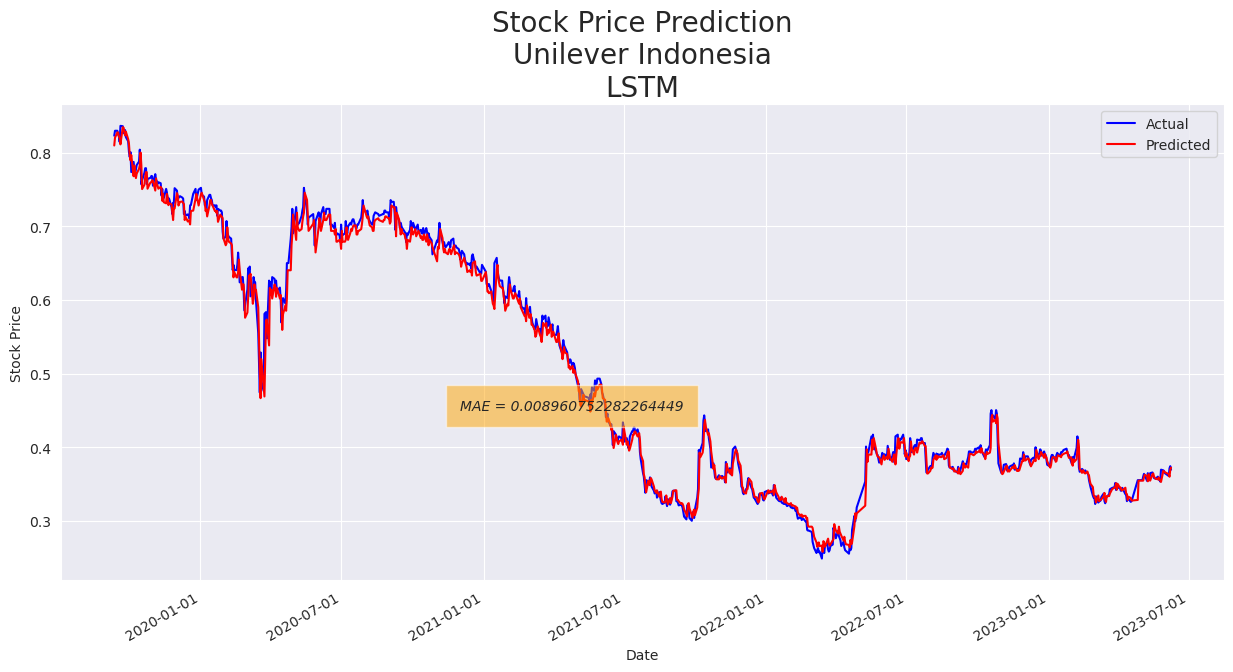 Stock Price Prediction
Unilever Indonesia
LSTM
Actual
Predicted
Stock Price
0.8
0.7
0.6
0.5
0.4
0.3
MAE = 0.008960752282264449
2020-01-01
2020-07-01
2021-01-01
2021-07-01
2022-01-01
2022-07-01
2023-01-01
2023-07-01
Date